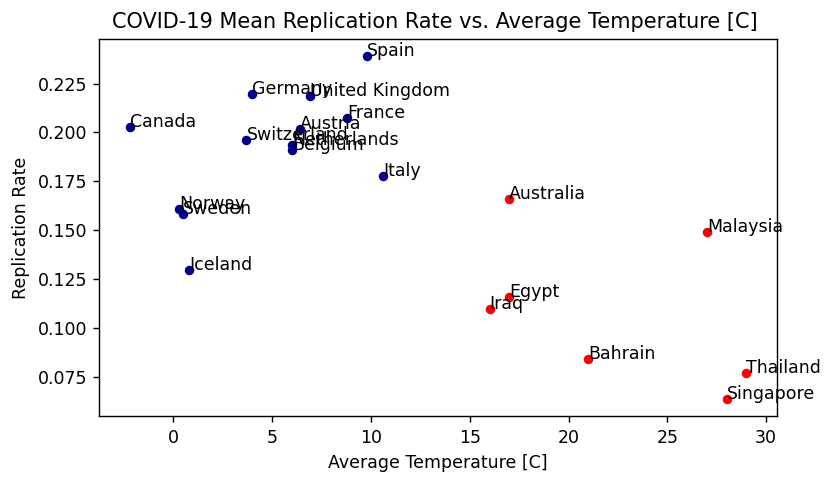 COVID-19 Mean Replication Rate vs. Average Temperature [C]
Replication Rate
0.225
0.200
0.175
0.150
0.125
0.100
0.075
Spain
Germany
United Kingdom
France
Canada
Austria
Switzerland
Netherlands
Belgium
Italy
Australia
Norway
Sweden
Malaysia
Iceland
Egypt
Iraq
Bahrain
Thailand
Singapore
0
5
10
15
20
25
30
Average Temperature [C]